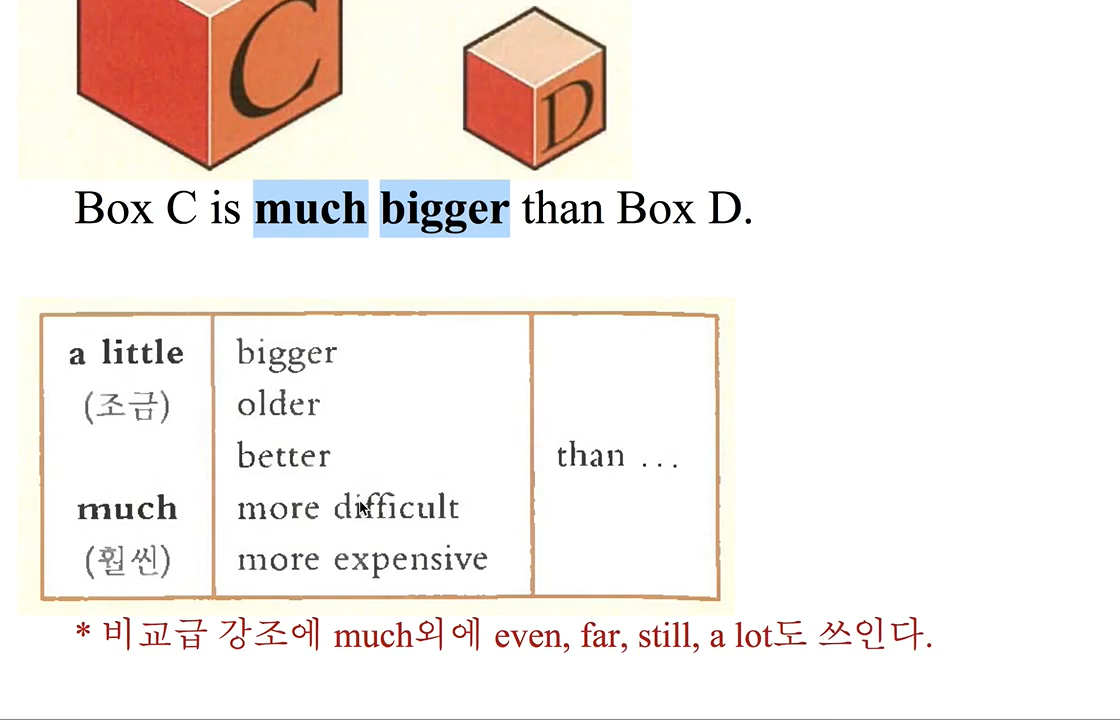 C
D
Box C is much bigger than Box D.
a little
bigger
(조금)
older
better
than ...
much
more difficult
(훨씬)
more expensive
* 비교급 강조에 much외에 even, far, still, a lot도 쓰인다.